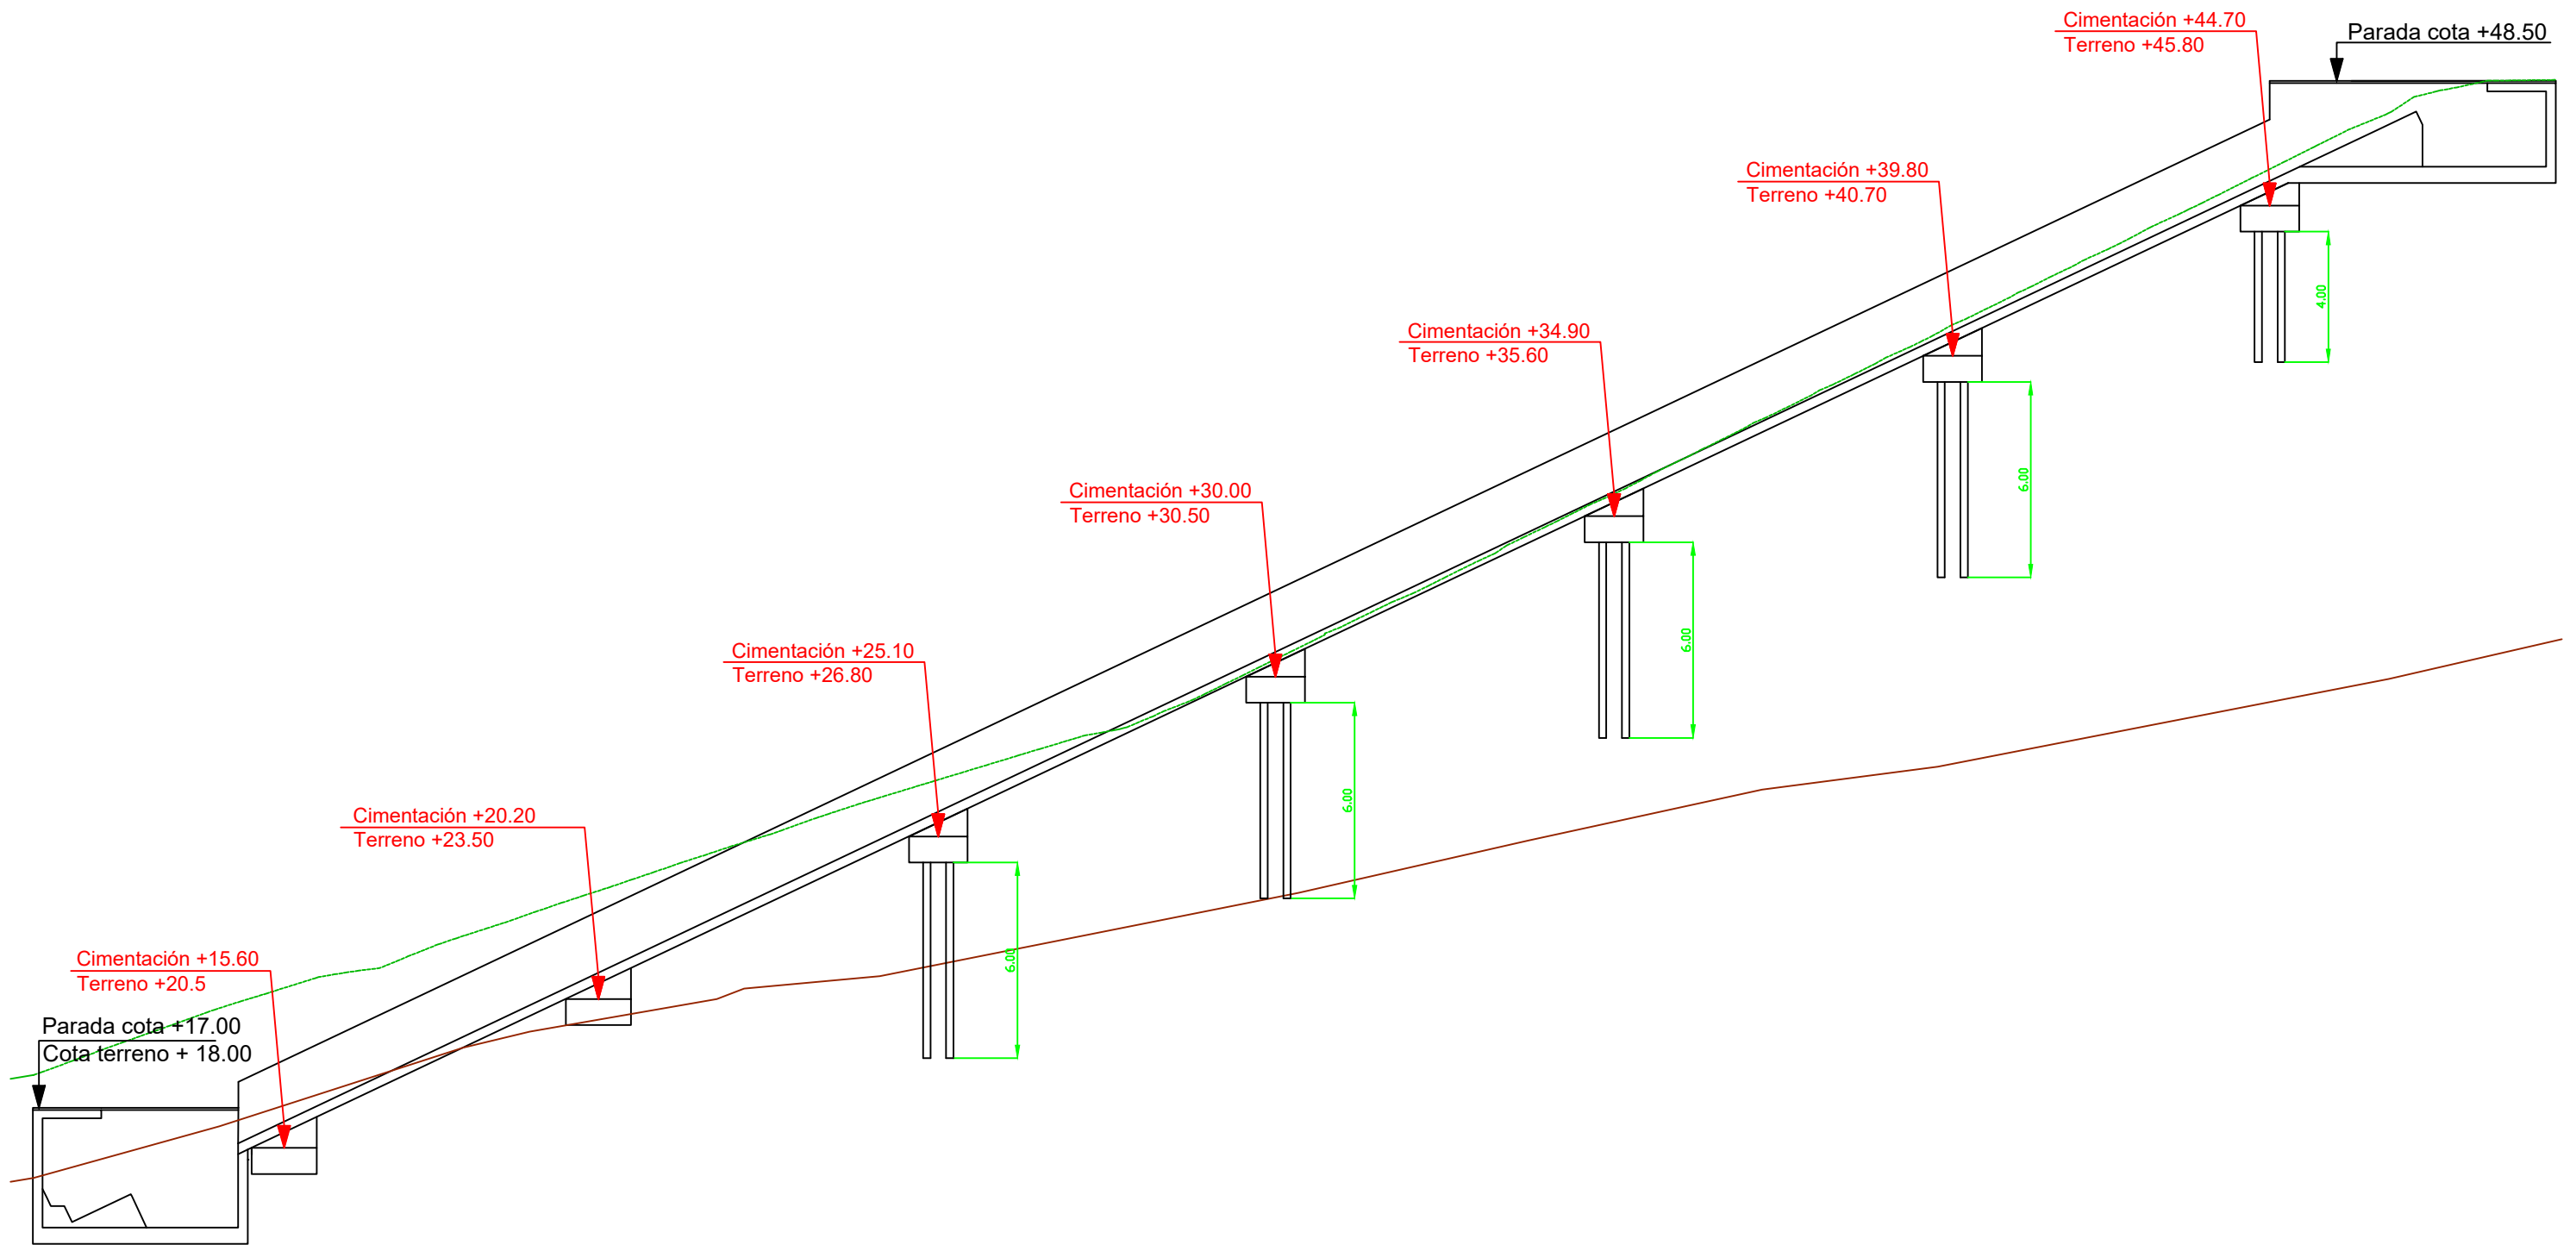 Cimentación +44.70
Terreno +45.80
Parada cota +48.50
Cimentación +39.80
Terreno +40.70
4.00
Cimentación +34.90
Terreno +35.60
6.00
Cimentación +30.00
Terreno +30.50
6.00
Cimentación +25.10
Terreno +26.80
6.00
Cimentación +20.20
Terreno +23.50
6.00
Cimentación +15.60
Terreno +20.5
Parada cota +17.00
Cota terreno + 18.00